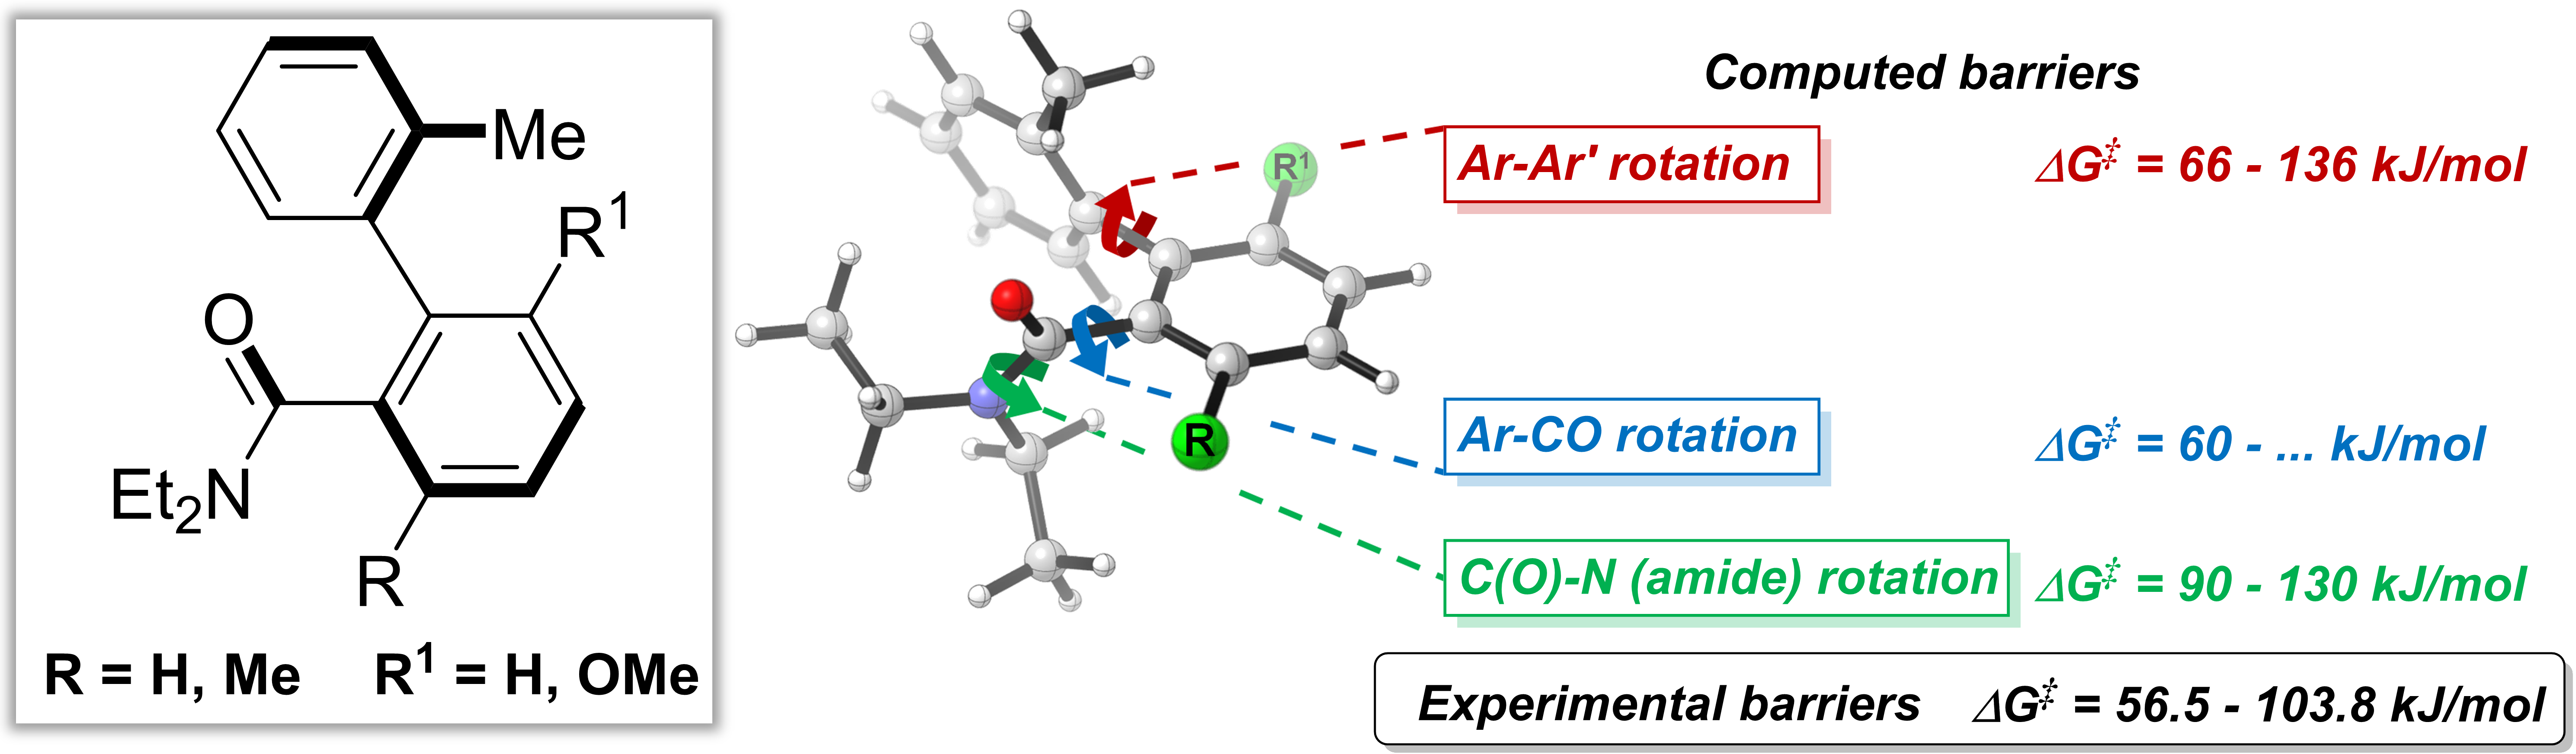 Me
R¹
O
Et₂N
R
R = H, Me R¹ = H, OMe
R¹
R
Computed barriers
Ar-Ar' rotation ΔG‡ = 66 - 136 kJ/mol
Ar-CO rotation ΔG‡ = 60 - ... kJ/mol
C(O)-N (amide) rotation ΔG‡ = 90 - 130 kJ/mol
Experimental barriers ΔG‡ = 56.5 - 103.8 kJ/mol